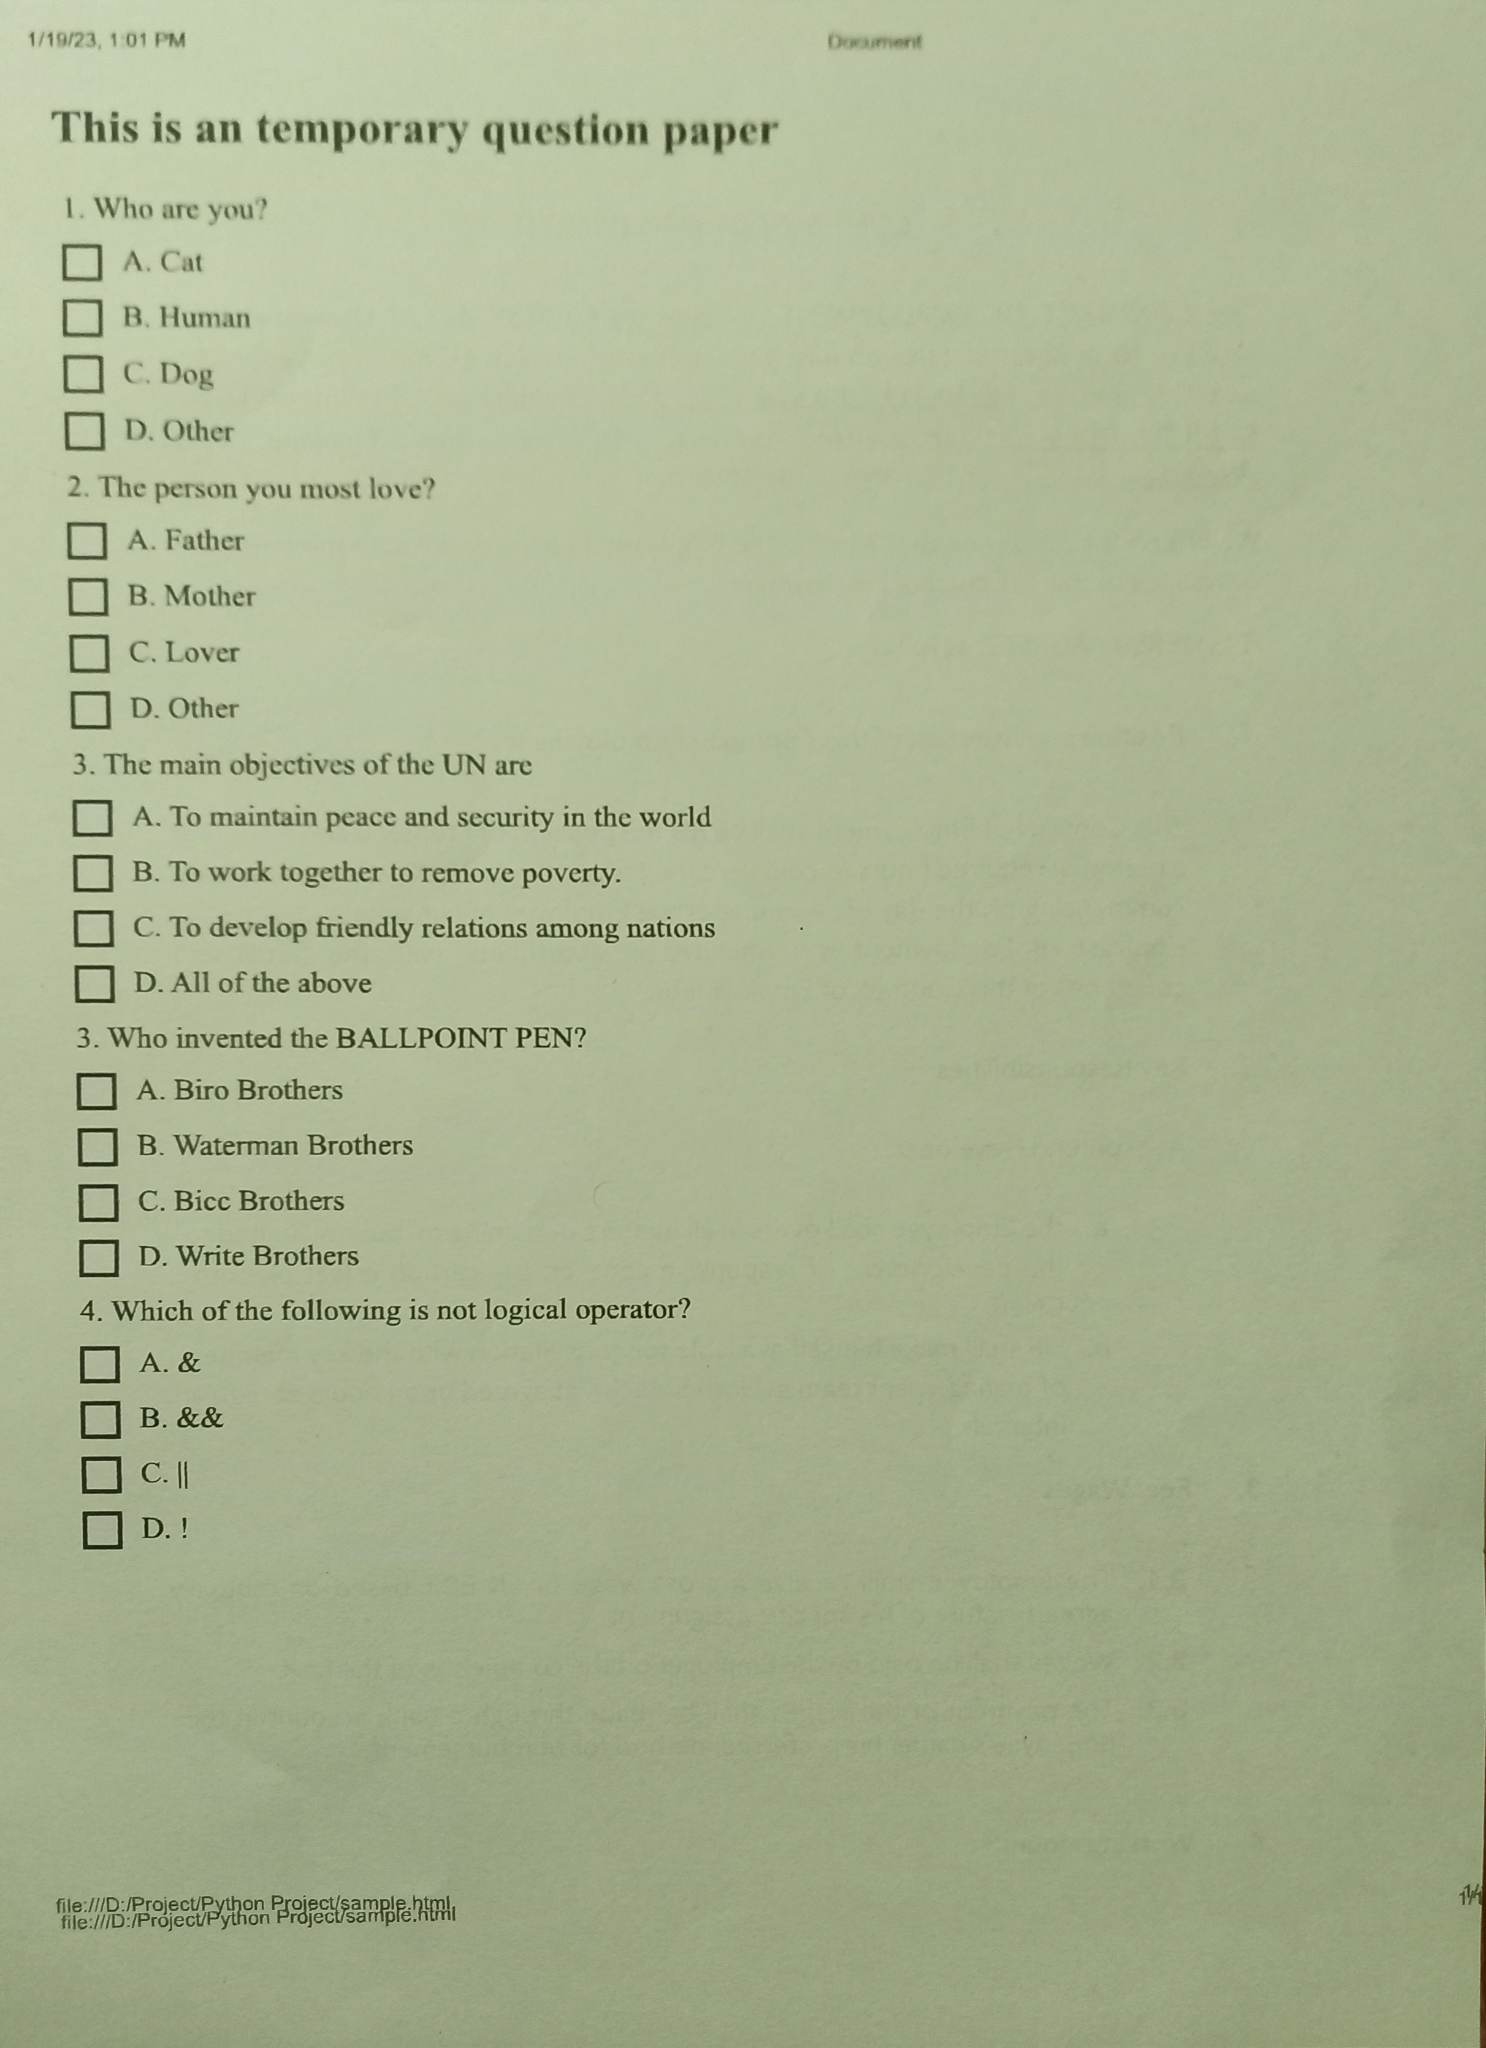 1/19/23, 1:01 PM Document
This is an temporary question paper
1. Who are you?
A. Cat
B. Human
C. Dog
D. Other
2. The person you most love?
A. Father
B. Mother
C. Lover
D. Other
3. The main objectives of the UN are
A. To maintain peace and security in the world
B. To work together to remove poverty.
C. To develop friendly relations among nations
D. All of the above
3. Who invented the BALLPOINT PEN?
A. Biro Brothers
B. Waterman Brothers
C. Bicc Brothers
D. Write Brothers
4. Which of the following is not logical operator?
A. &
B. &&
C. ||
D. !
file:///D:/Project/Python Project/sample.html
file:///D:/Project/Python Project/sample.html